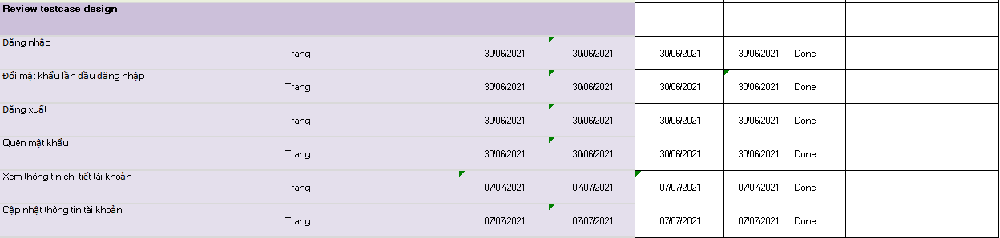 Review testcase design
Đăng nhập
Trang 30/06/2021 30/06/2021 30/06/2021 30/06/2021 Done
Đổi mật khẩu lần đầu đăng nhập
Trang 30/06/2021 30/06/2021 30/06/2021 30/06/2021 Done
Đăng xuất
Trang 30/06/2021 30/06/2021 30/06/2021 30/06/2021 Done
Quên mật khẩu
Trang 30/06/2021 30/06/2021 30/06/2021 30/06/2021 Done
Xem thông tin chi tiết tài khoản
Trang 07/07/2021 07/07/2021 07/07/2021 07/07/2021 Done
Cập nhật thông tin tài khoản
Trang 07/07/2021 07/07/2021 07/07/2021 07/07/2021 Done